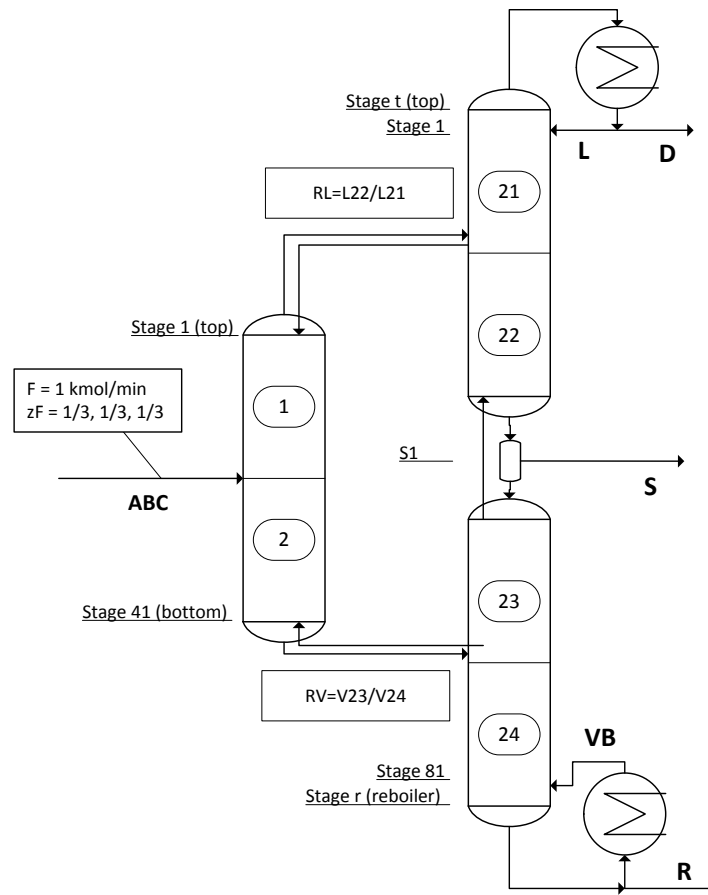 Stage t (top)
Stage 1
L
D
RL=L22/L21
21
Stage 1 (top)
22
F = 1 kmol/min
zF = 1/3, 1/3, 1/3
1
S1
ABC
S
2
23
Stage 41 (bottom)
RV=V23/V24
24
VB
Stage 81
Stage r (reboiler)
R